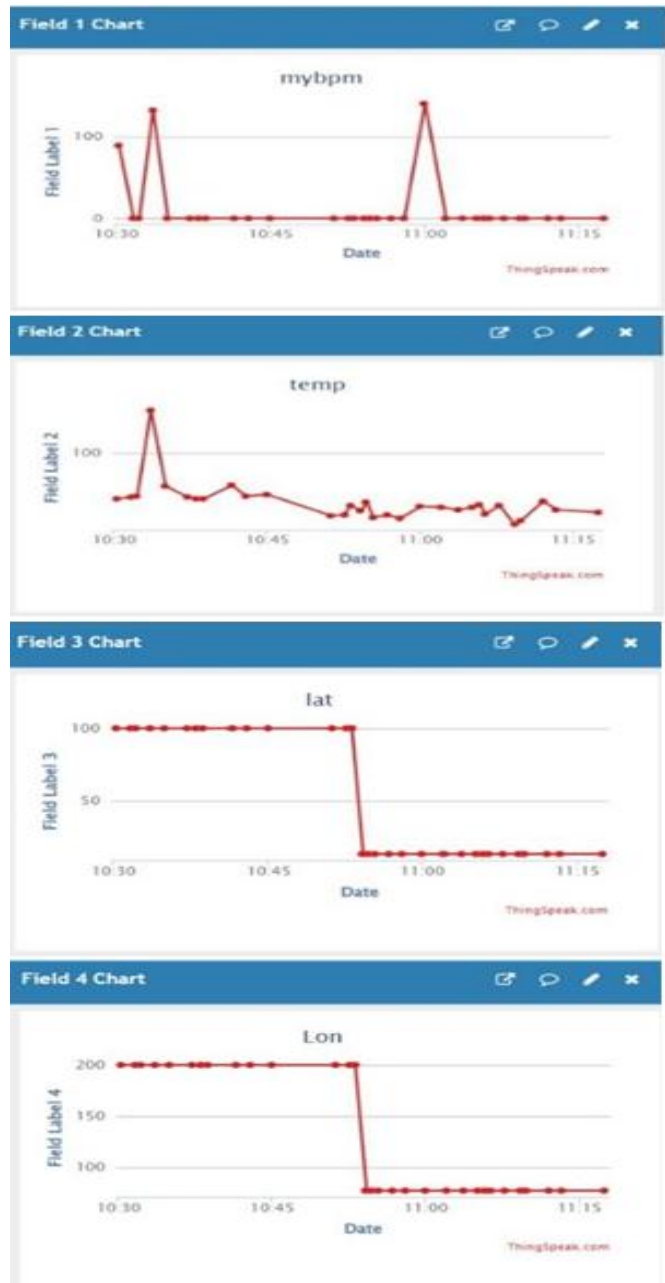 Field 1 Chart
mybpm
Field Label 1
100
0
10:30 10:45 11:00 11:15
Date
ThingSpeak.com
Field 2 Chart
temp
Field Label 2
100
10:30 10:45 11:00 11:15
Date
ThingSpeak.com
Field 3 Chart
lat
Field Label 3
100
50
10:30 10:45 11:00 11:15
Date
ThingSpeak.com
Field 4 Chart
Lon
Field Label 4
200
150
100
10:30 10:45 11:00 11:15
Date
ThingSpeak.com